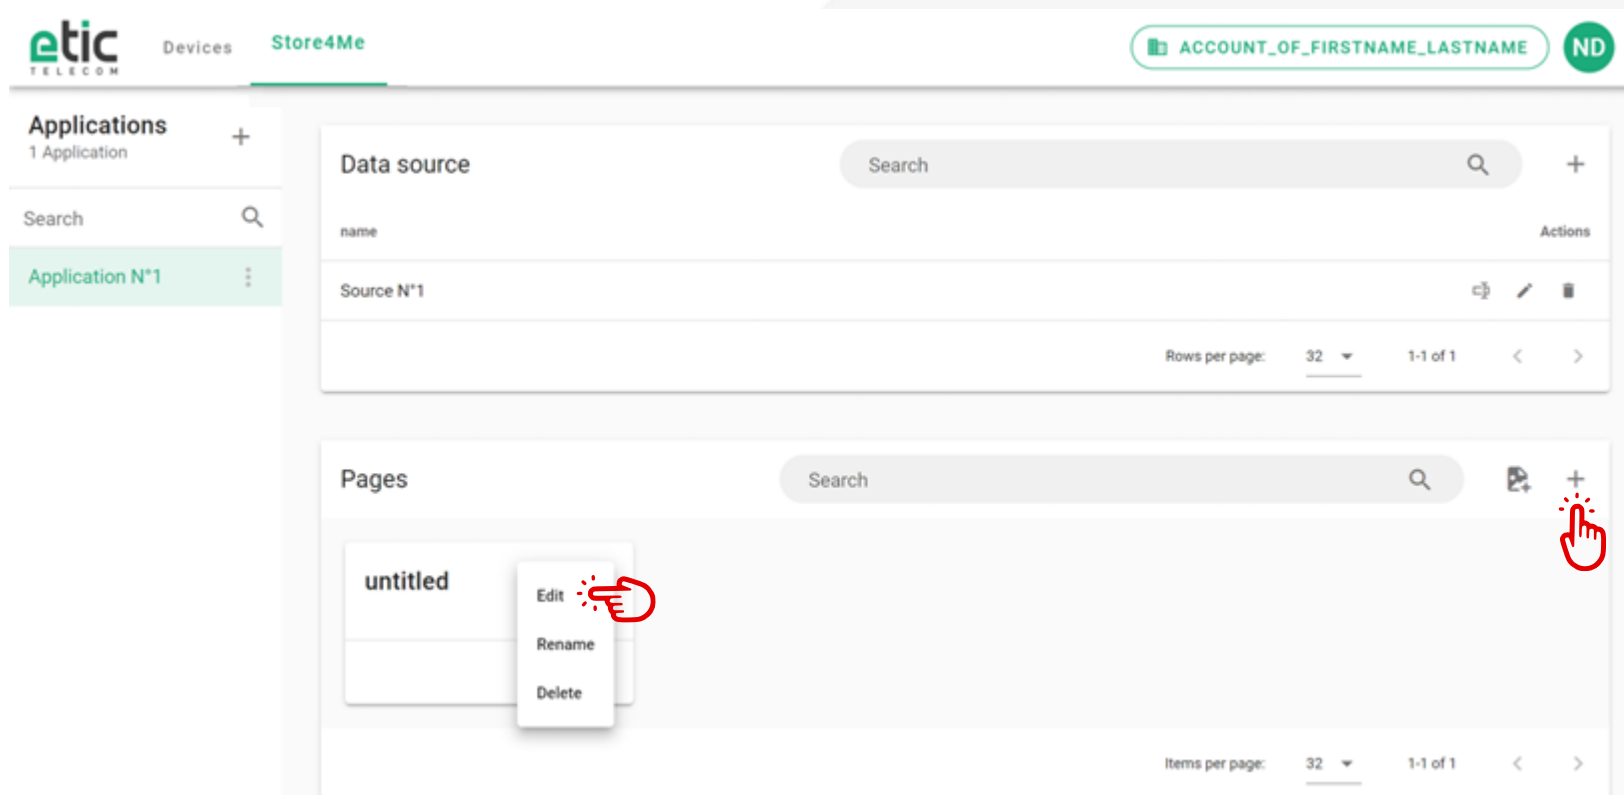 etic
TELECOM
Devices
Store4Me
ACCOUNT_OF_FIRSTNAME_LASTNAME
ND
Applications
1 Application
Search
Application N°1
Data source
Search
name
Actions
Source N°1
Rows per page:
32
1-1 of 1
Pages
Search
untitled
Edit
Rename
Delete
Items per page:
32
1-1 of 1